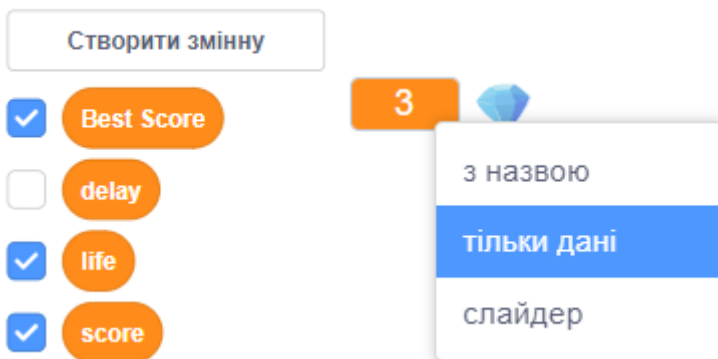 Створити змінну
Best Score
delay
life
score
3
з назвою
тільки дані
слайдер